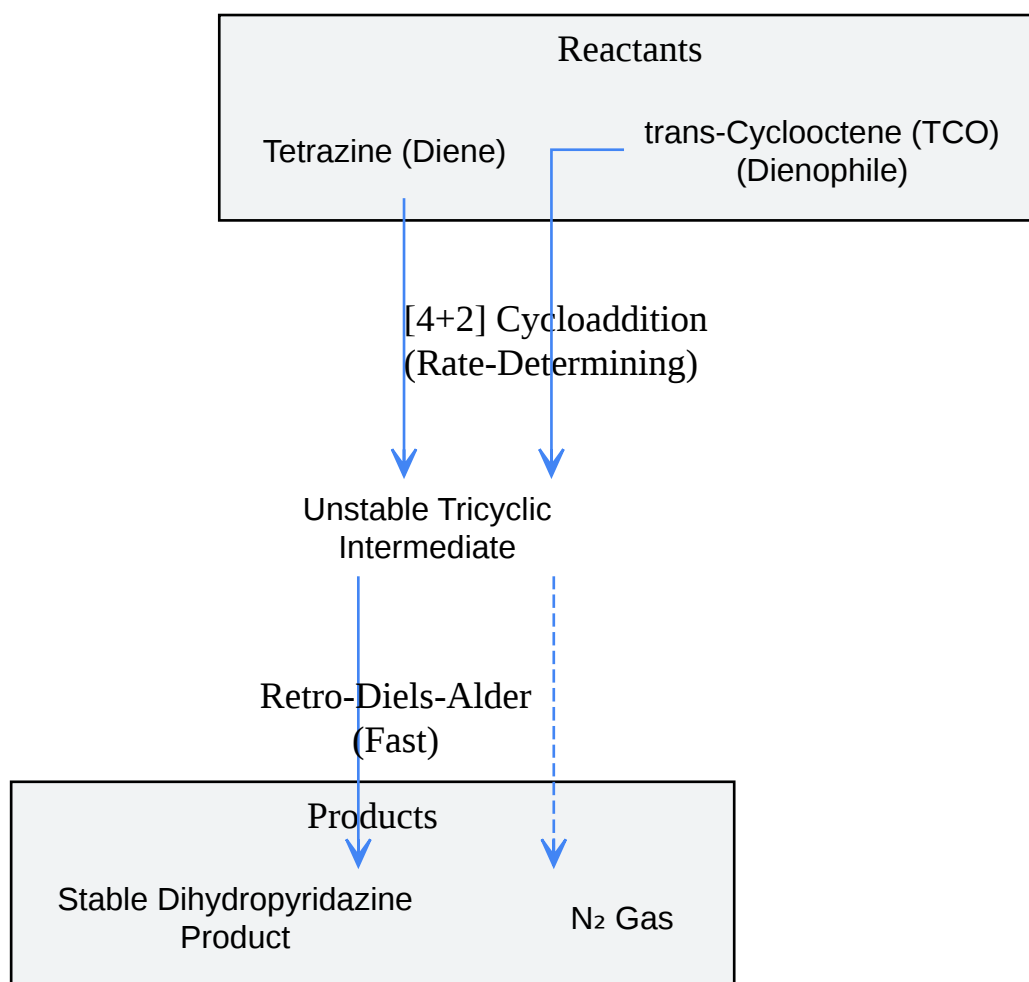 Reactants
Tetrazine (Diene)
trans-Cyclooctene (TCO)
(Dienophile)
[4+2] Cycloaddition
(Rate-Determining)
Unstable Tricyclic
Intermediate
Retro-Diels-Alder
(Fast)
Products
Stable Dihydropyridazine
Product
N₂ Gas